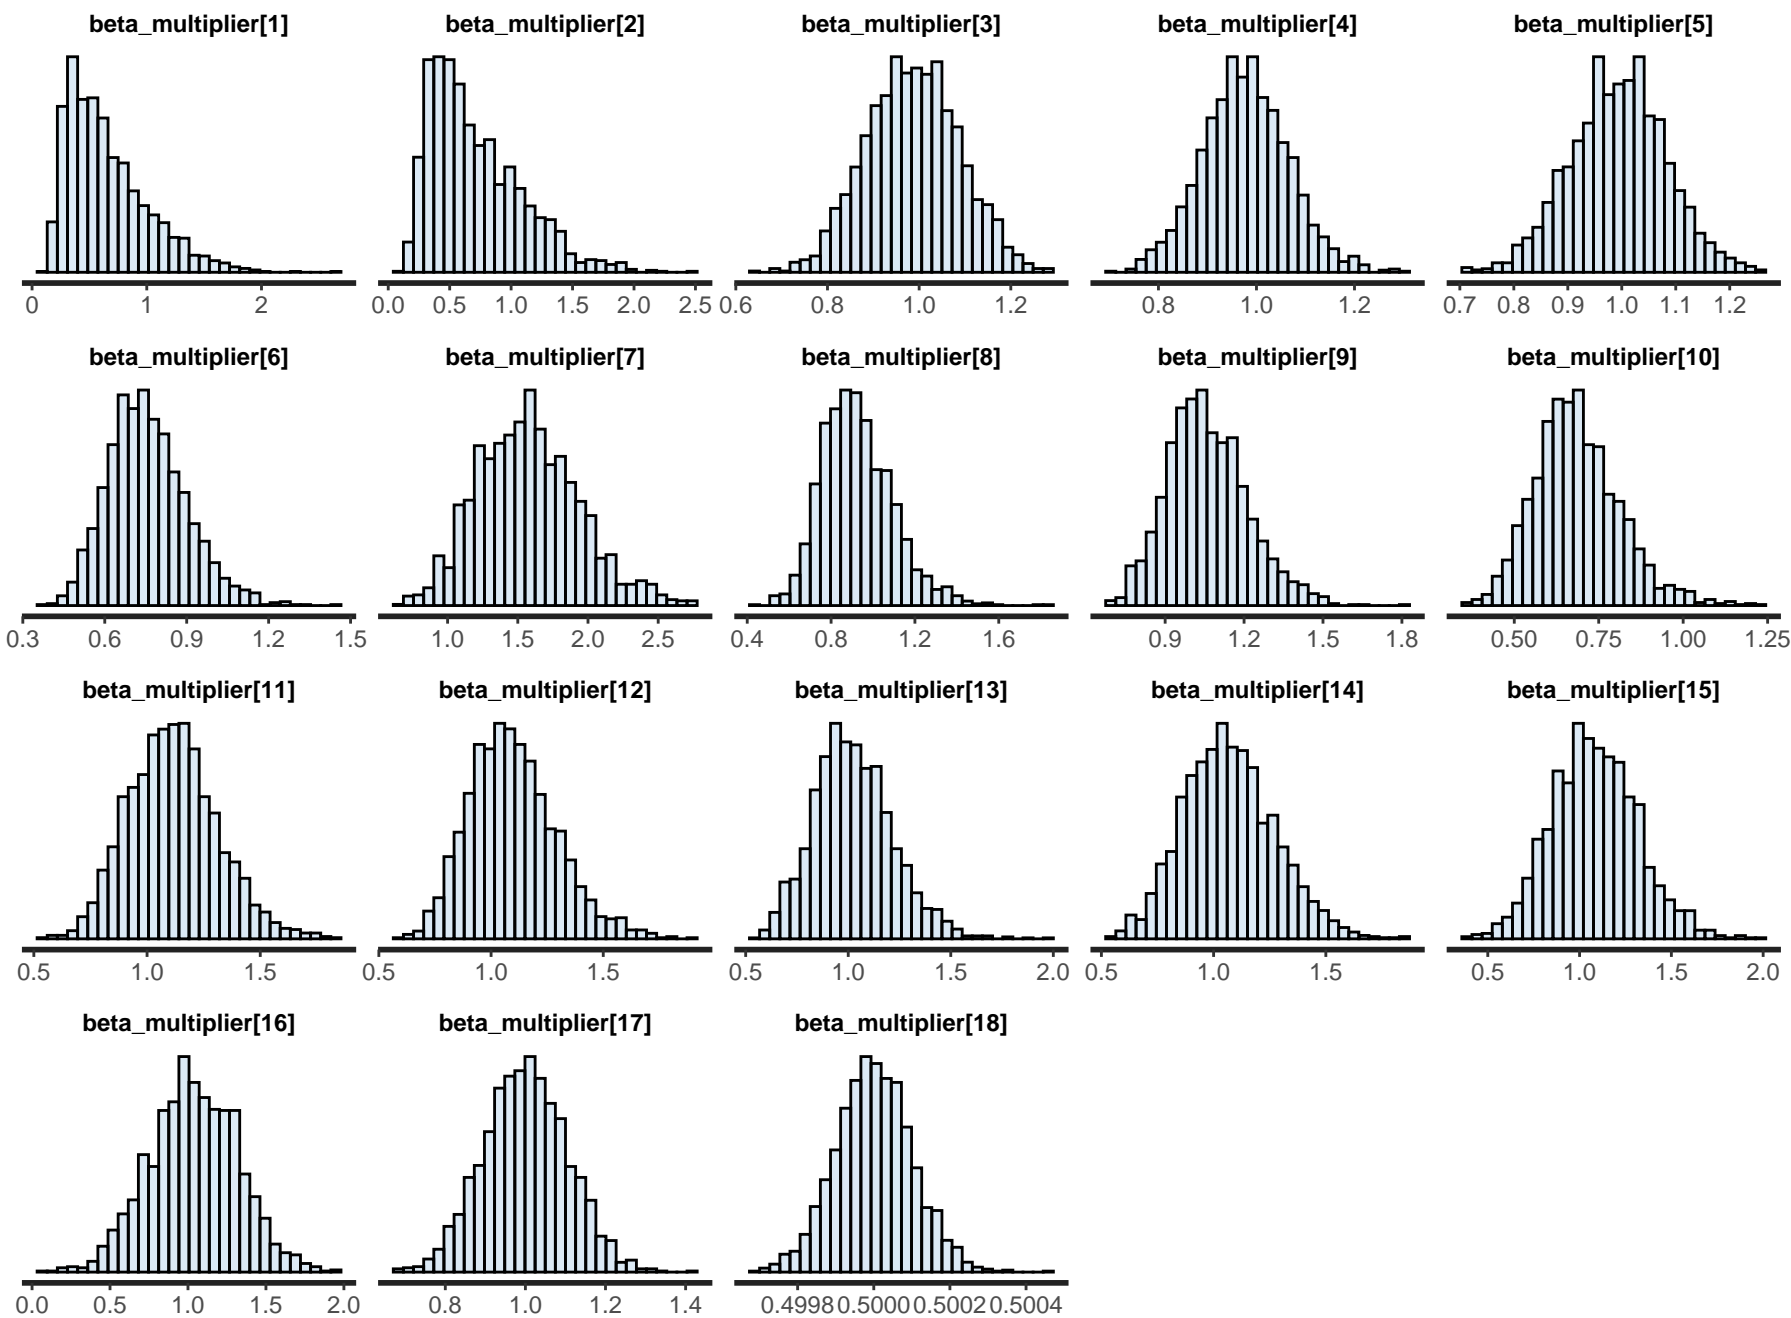 beta_multiplier[1] beta_multiplier[2] beta_multiplier[3] beta_multiplier[4] beta_multiplier[5]
0 1 2 0.0 0.5 1.0 1.5 2.0 2.5 0.6 0.8 1.0 1.2 0.8 1.0 1.2 0.7 0.8 0.9 1.0 1.1 1.2
beta_multiplier[6] beta_multiplier[7] beta_multiplier[8] beta_multiplier[9] beta_multiplier[10]
0.3 0.6 0.9 1.2 1.5 1.0 1.5 2.0 2.5 0.4 0.8 1.2 1.6 0.9 1.2 1.5 1.8 0.50 0.75 1.00 1.25
beta_multiplier[11] beta_multiplier[12] beta_multiplier[13] beta_multiplier[14] beta_multiplier[15]
0.5 1.0 1.5 0.5 1.0 1.5 0.5 1.0 1.5 2.0 0.5 1.0 1.5 0.5 1.0 1.5 2.0
beta_multiplier[16] beta_multiplier[17] beta_multiplier[18]
0.0 0.5 1.0 1.5 2.0 0.8 1.0 1.2 1.4 0.4998 0.5000 0.5002 0.5004